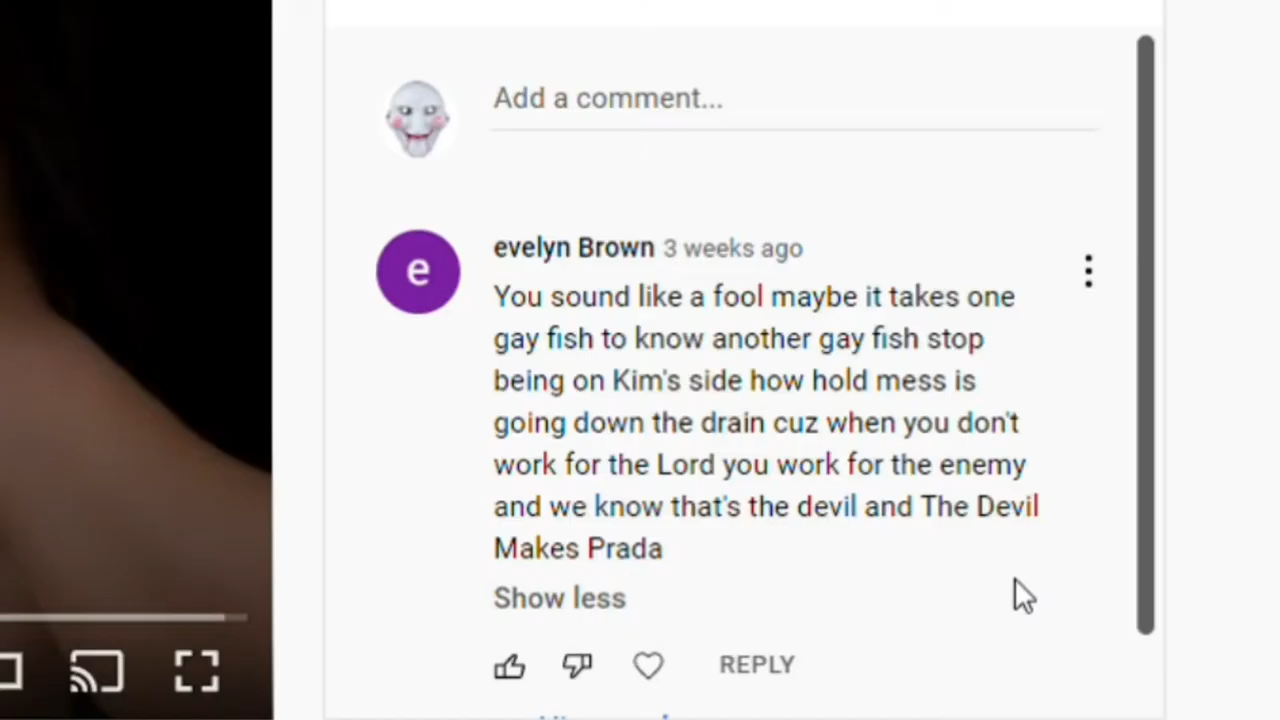 Add a comment...
e
evelyn Brown 3 weeks ago
You sound like a fool maybe it takes one
gay fish to know another gay fish stop
being on Kim's side how hold mess is
going down the drain cuz when you don't
work for the Lord you work for the enemy
and we know that's the devil and The Devil
Makes Prada
Show less
REPLY